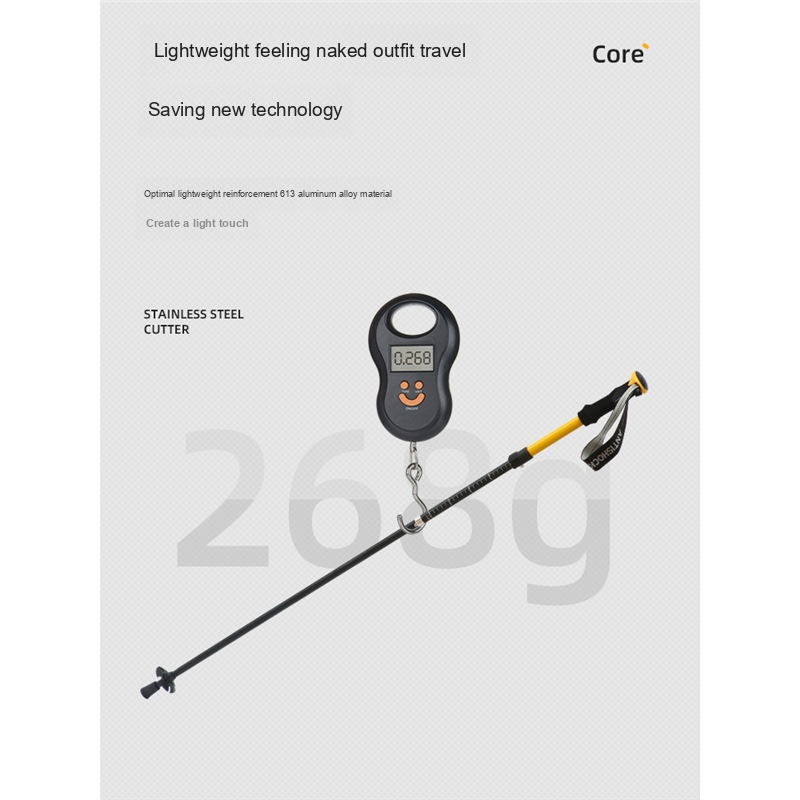 Lightweight feeling naked outfit travel
Core
Saving new technology
Optimal lightweight reinforcement 613 aluminum alloy material
Create a light touch
STAINLESS STEEL
CUTTER
0.268
ANTISHOCK
268g